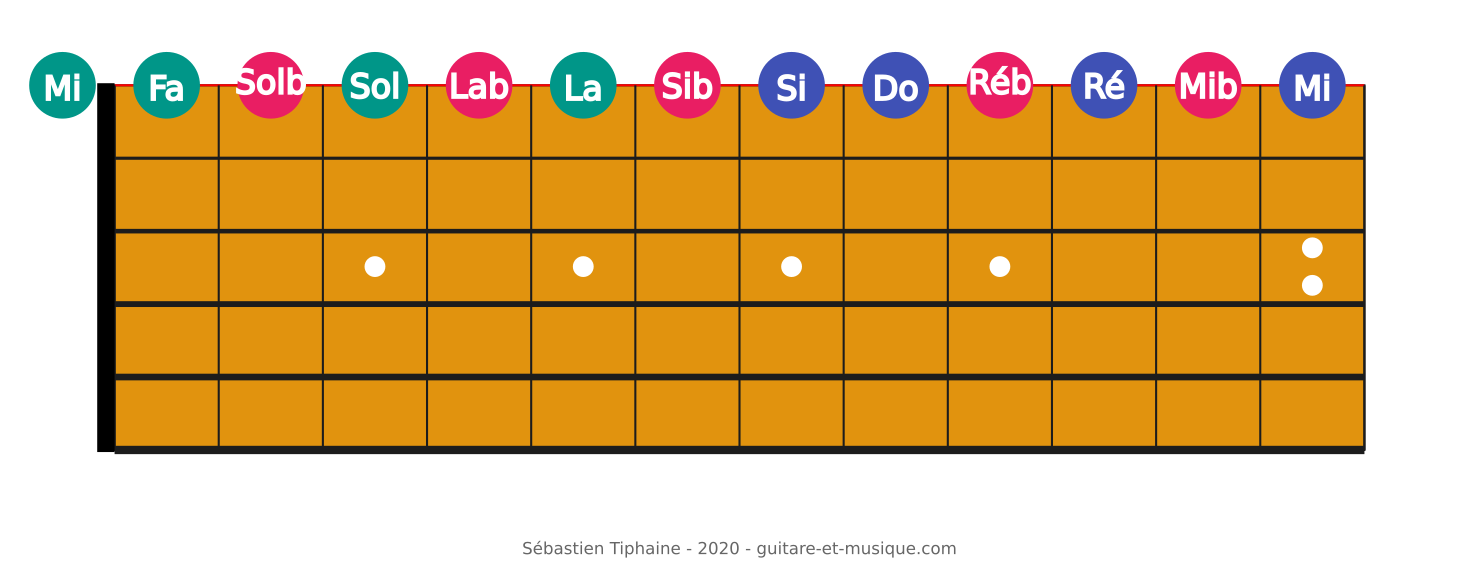 Mi Fa Solb Sol Lab La Sib Si Do Réb Ré Mib Mi
Sébastien Tiphaine - 2020 - guitare-et-musique.com